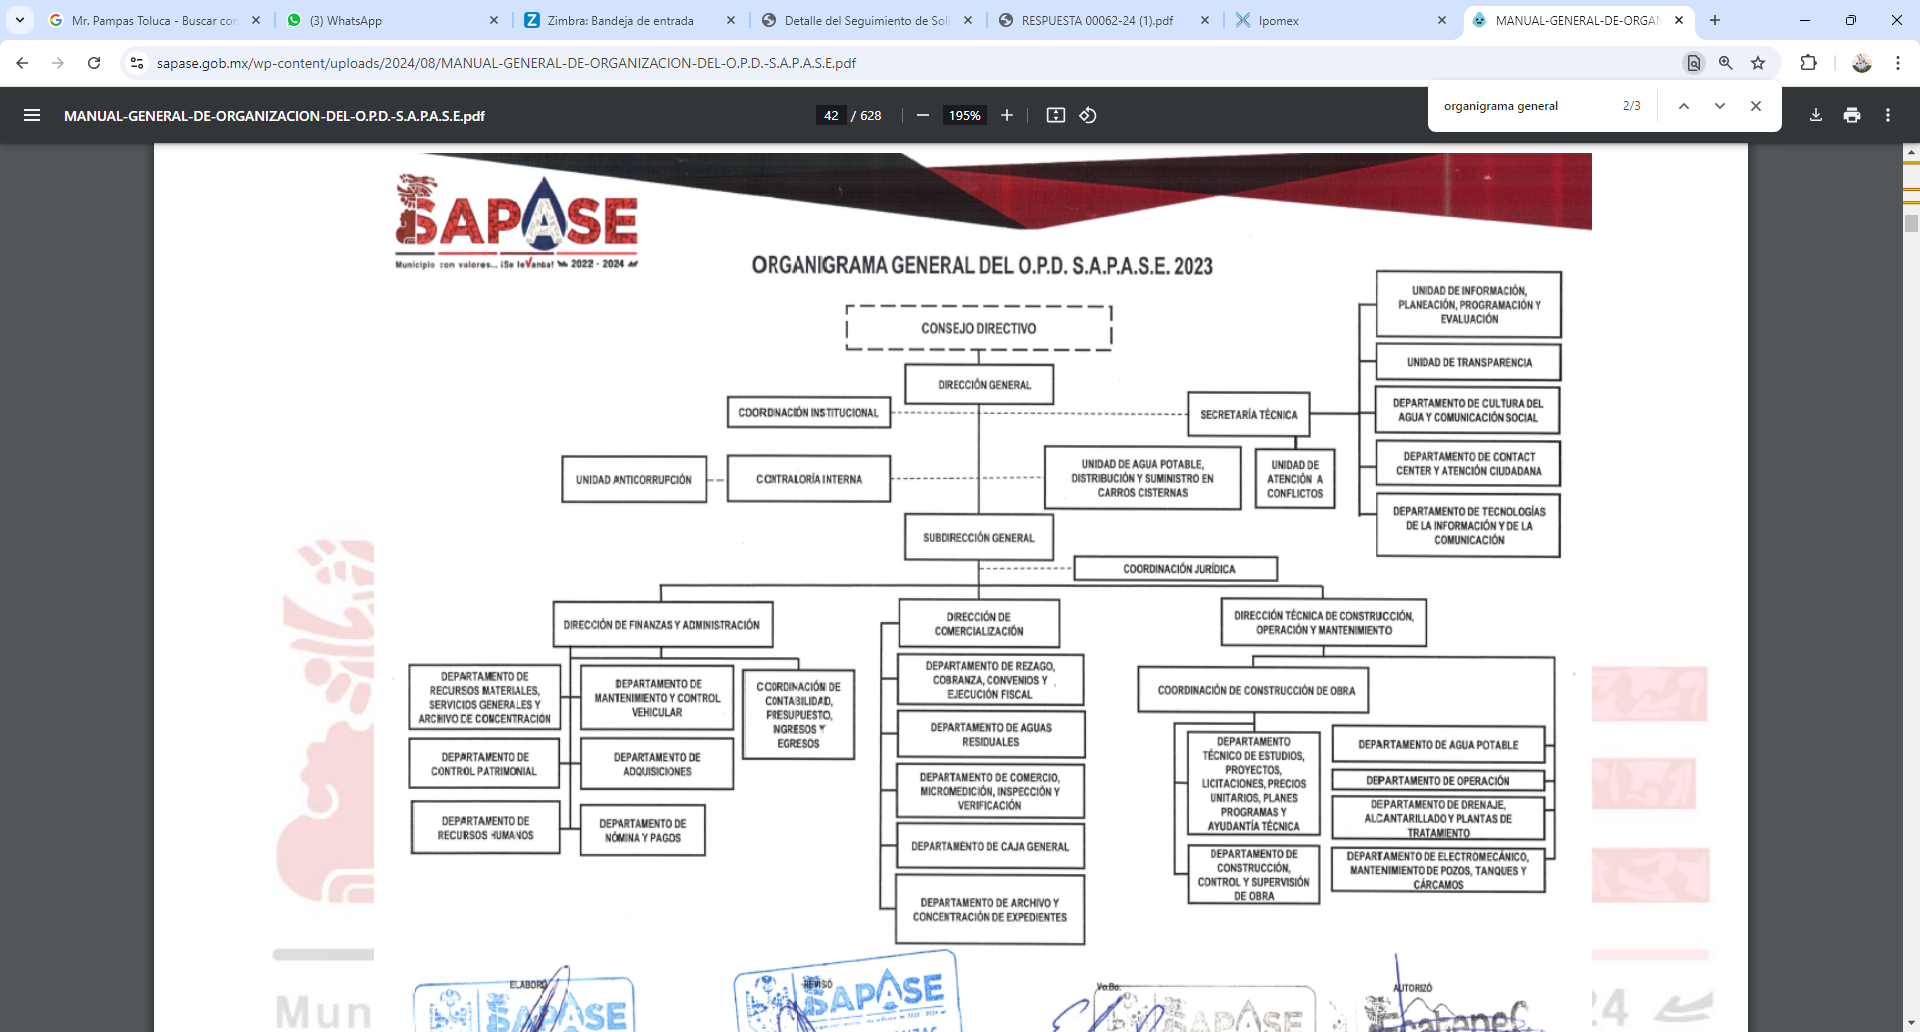 Mr. Pampas Toluca - Buscar con
(3) WhatsApp
Zimbra: Bandeja de entrada
Detalle del Seguimiento de Soli
RESPUESTA 00062-24 (1).pdf
Ipomex
MANUAL-GENERAL-DE-ORGAN
sapase.gob.mx/wp-content/uploads/2024/08/MANUAL-GENERAL-DE-ORGANIZACION-DEL-O.P.D.-S.A.P.A.S.E.pdf
organigrama general 2/3
MANUAL-GENERAL-DE-ORGANIZACION-DEL-O.P.D.-S.A.P.A.S.E.pdf
42 / 628
195%
SAPASE
Municipio con valores... ¡Se leVanta! 2022 - 2024
ORGANIGRAMA GENERAL DEL O.P.D. S.A.P.A.S.E. 2023
CONSEJO DIRECTIVO
DIRECCIÓN GENERAL
COORDINACIÓN INSTITUCIONAL
SECRETARÍA TÉCNICA
UNIDAD DE INFORMACIÓN,
PLANEACIÓN, PROGRAMACIÓN Y
EVALUACIÓN
UNIDAD DE TRANSPARENCIA
DEPARTAMENTO DE CULTURA DEL
AGUA Y COMUNICACIÓN SOCIAL
DEPARTAMENTO DE CONTACT
CENTER Y ATENCIÓN CIUDADANA
DEPARTAMENTO DE TECNOLOGÍAS
DE LA INFORMACIÓN Y DE LA
COMUNICACIÓN
UNIDAD ANTICORRUPCIÓN
CONTRALORÍA INTERNA
UNIDAD DE AGUA POTABLE,
DISTRIBUCIÓN Y SUMINISTRO EN
CARROS CISTERNAS
UNIDAD DE
ATENCIÓN A
CONFLICTOS
SUBDIRECCIÓN GENERAL
COORDINACIÓN JURÍDICA
DIRECCIÓN DE FINANZAS Y ADMINISTRACIÓN
DEPARTAMENTO DE
RECURSOS MATERIALES,
SERVICIOS GENERALES Y
ARCHIVO DE CONCENTRACIÓN
DEPARTAMENTO DE
MANTENIMIENTO Y CONTROL
VEHICULAR
COORDINACIÓN DE
CONTABILIDAD,
PRESUPUESTO,
INGRESOS Y
EGRESOS
DEPARTAMENTO DE
CONTROL PATRIMONIAL
DEPARTAMENTO DE
ADQUISICIONES
DEPARTAMENTO DE
RECURSOS HUMANOS
DEPARTAMENTO DE
NÓMINA Y PAGOS
DIRECCIÓN DE
COMERCIALIZACIÓN
DEPARTAMENTO DE REZAGO,
COBRANZA, CONVENIOS Y
EJECUCIÓN FISCAL
DEPARTAMENTO DE AGUAS
RESIDUALES
DEPARTAMENTO DE COMERCIO,
MICROMEDICIÓN, INSPECCIÓN Y
VERIFICACIÓN
DEPARTAMENTO DE CAJA GENERAL
DEPARTAMENTO DE ARCHIVO Y
CONCENTRACIÓN DE EXPEDIENTES
DIRECCIÓN TÉCNICA DE CONSTRUCCIÓN,
OPERACIÓN Y MANTENIMIENTO
COORDINACIÓN DE CONSTRUCCIÓN DE OBRA
DEPARTAMENTO
TÉCNICO DE ESTUDIOS,
PROYECTOS,
LICITACIONES, PRECIOS
UNITARIOS, PLANES
PROGRAMAS Y
AYUDANTÍA TÉCNICA
DEPARTAMENTO DE
CONSTRUCCIÓN,
CONTROL Y SUPERVISIÓN
DE OBRA
DEPARTAMENTO DE AGUA POTABLE
DEPARTAMENTO DE OPERACIÓN
DEPARTAMENTO DE DRENAJE,
ALCANTARILLADO Y PLANTAS DE
TRATAMIENTO
DEPARTAMENTO DE ELECTROMECÁNICO,
MANTENIMIENTO DE POZOS, TANQUES Y
CÁRCAMOS
ELABORÓ
REVISÓ
Vo.Bo.
AUTORIZÓ
SAPASE
SAPASE
SAPASE
Mun
24